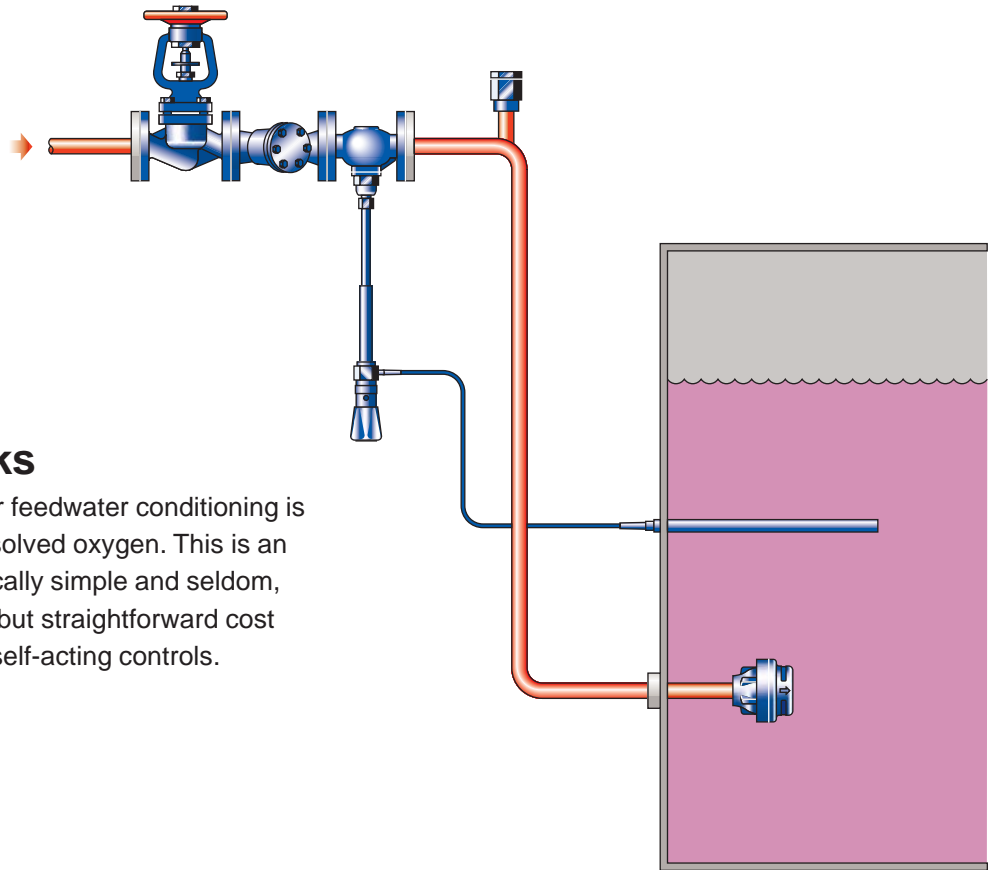 ks
r feedwater conditioning is
solved oxygen. This is an
cally simple and seldom,
but straightforward cost
self-acting controls.